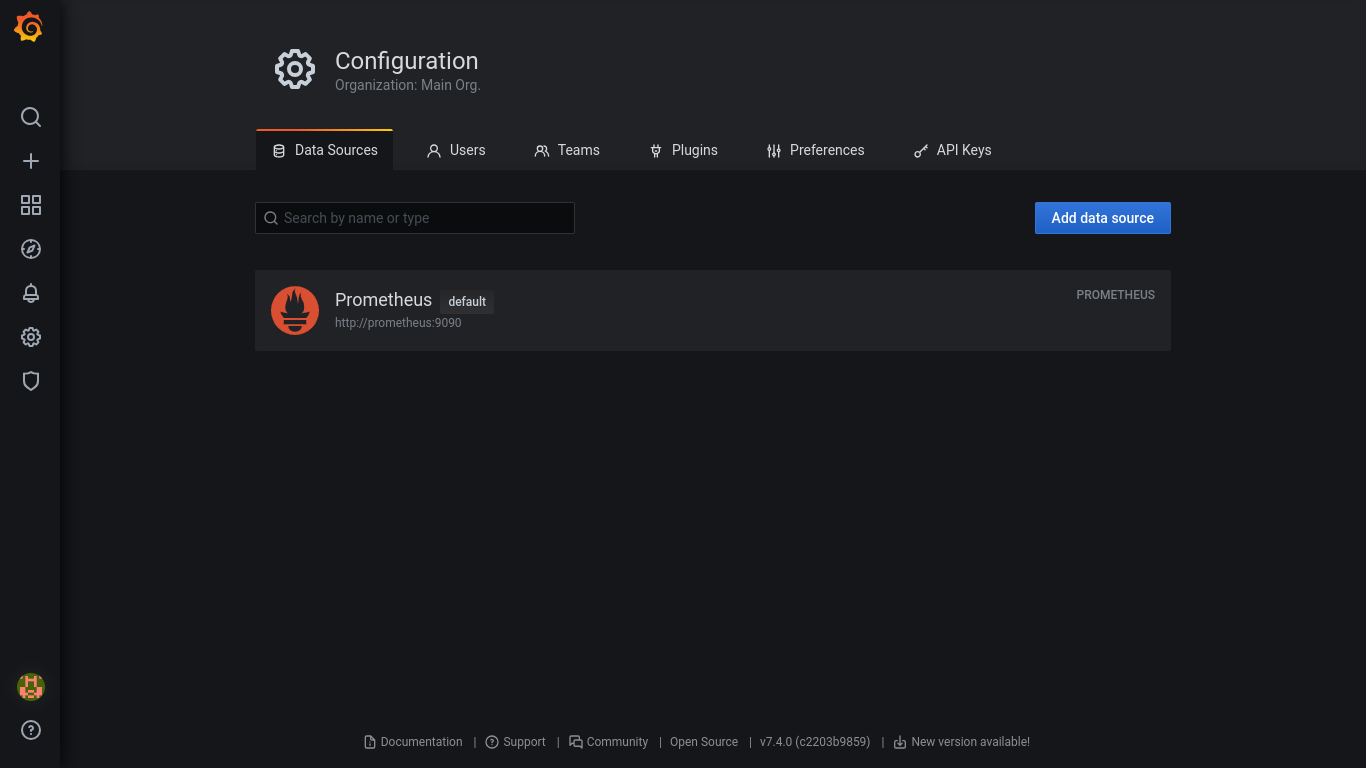 Configuration
Organization: Main Org.
Data Sources
Users
Teams
Plugins
Preferences
API Keys
Search by name or type
Add data source
Prometheus
default
PROMETHEUS
http://prometheus:9090
Documentation | Support | Community | Open Source | v7.4.0 (c2203b9859) | New version available!